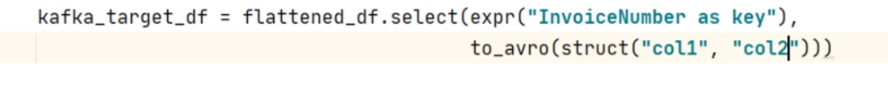 kafka_target_df = flattened_df.select(expr("InvoiceNumber as key"),
to_avro(struct("col1", "col2")))